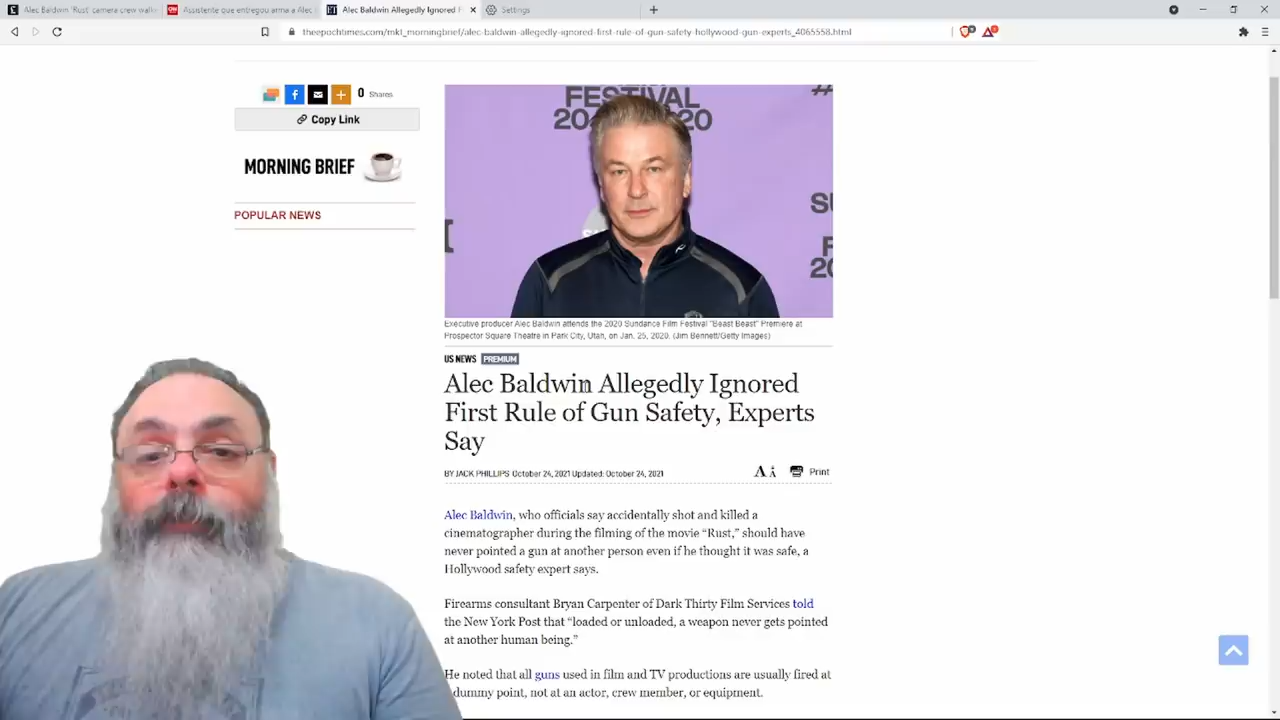 Alec Baldwin 'Rust' camera crew walke
Assistente que entregou arma a Alec
Alec Baldwin Allegedly Ignored F
Settings
theepochtimes.com/mkt_morningbrief/alec-baldwin-allegedly-ignored-first-rule-of-gun-safety-hollywood-gun-experts_4065558.html
0 Shares
Copy Link
MORNING BRIEF
POPULAR NEWS
FESTIVAL
Executive producer Alec Baldwin attends the 2020 Sundance Film Festival "Beast Beast" Premiere at
Prospector Square Theatre in Park City, Utah, on Jan. 25, 2020. (Jim Bennett/Getty Images)
US NEWS PREMIUM
Alec Baldwin Allegedly Ignored
First Rule of Gun Safety, Experts
Say
BY JACK PHILLIPS October 24, 2021 Updated: October 24, 2021
AA Print
Alec Baldwin, who officials say accidentally shot and killed a
cinematographer during the filming of the movie “Rust,” should have
never pointed a gun at another person even if he thought it was safe, a
Hollywood safety expert says.
Firearms consultant Bryan Carpenter of Dark Thirty Film Services told
the New York Post that “loaded or unloaded, a weapon never gets pointed
at another human being.”
He noted that all guns used in film and TV productions are usually fired at
dummy point, not at an actor, crew member, or equipment.